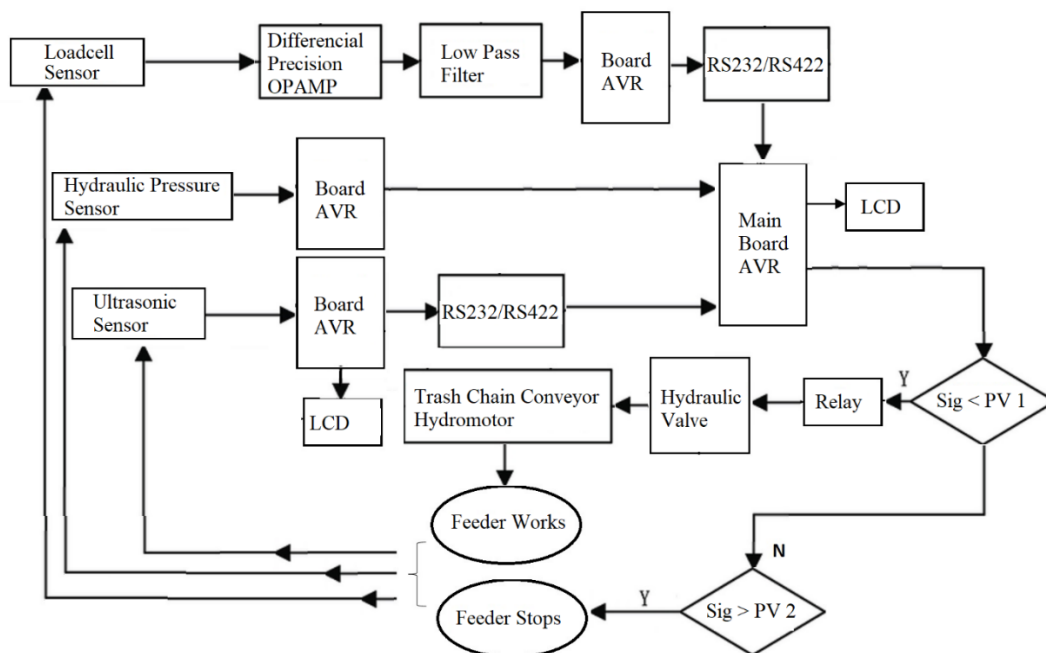 Loadcell
Sensor
Differencial
Precision
OPAMP
Low Pass
Filter
Board
AVR
RS232/RS422
Hydraulic Pressure
Sensor
Board
AVR
Main
Board
AVR
LCD
Ultrasonic
Sensor
Board
AVR
RS232/RS422
LCD
Trash Chain Conveyor
Hydromotor
Hydraulic
Valve
Relay
Y
Sig < PV 1
Feeder Works
N
Feeder Stops
Y
Sig > PV 2